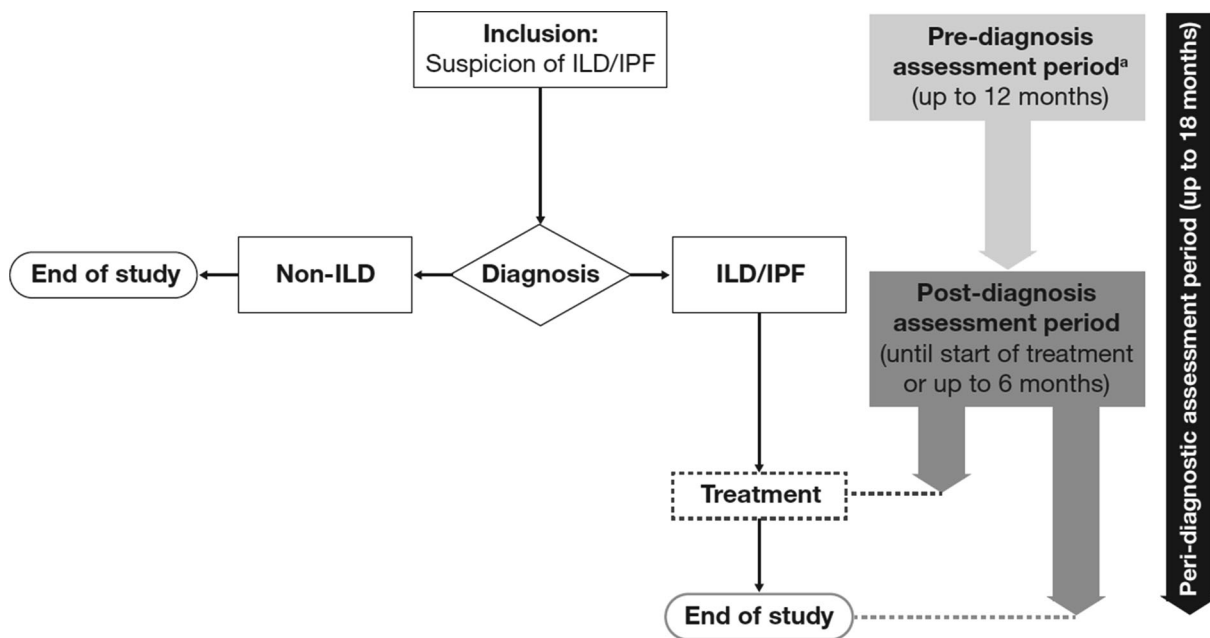 Inclusion:
Suspicion of ILD/IPF
Pre-diagnosis
assessment periodᵃ
(up to 12 months)
End of study
Non-ILD
Diagnosis
ILD/IPF
Post-diagnosis
assessment period
(until start of treatment
or up to 6 months)
Treatment
End of study
Peri-diagnostic assessment period (up to 18 months)